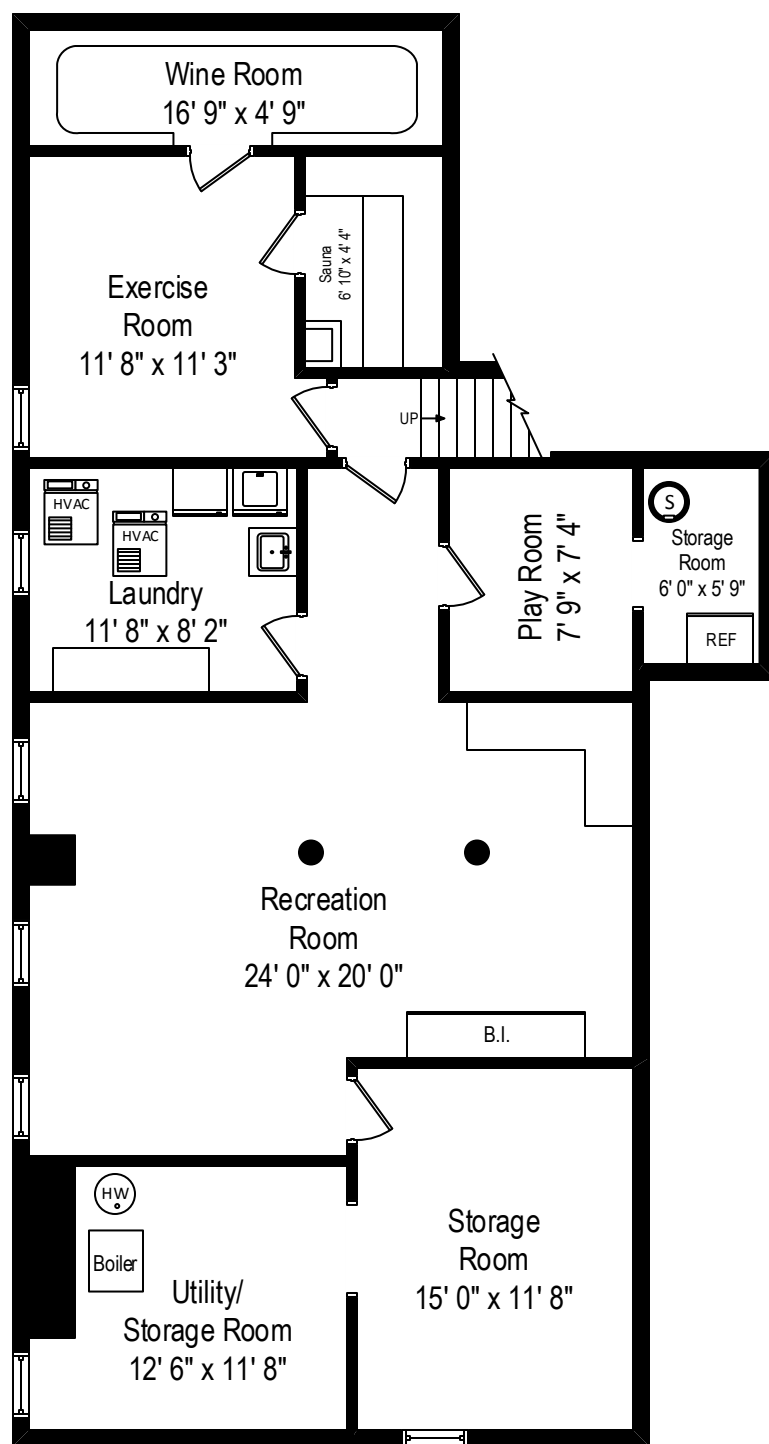 Wine Room
16' 9" x 4' 9"
Sauna
6' 10" x 4' 4"
Exercise
Room
11' 8" x 11' 3"
UP
HVAC
HVAC
Laundry
11' 8" x 8' 2"
Play Room
7' 9" x 7' 4"
S
Storage
Room
6' 0" x 5' 9"
REF
Recreation
Room
24' 0" x 20' 0"
B.I.
HW
Boiler
Utility/
Storage Room
12' 6" x 11' 8"
Storage
Room
15' 0" x 11' 8"